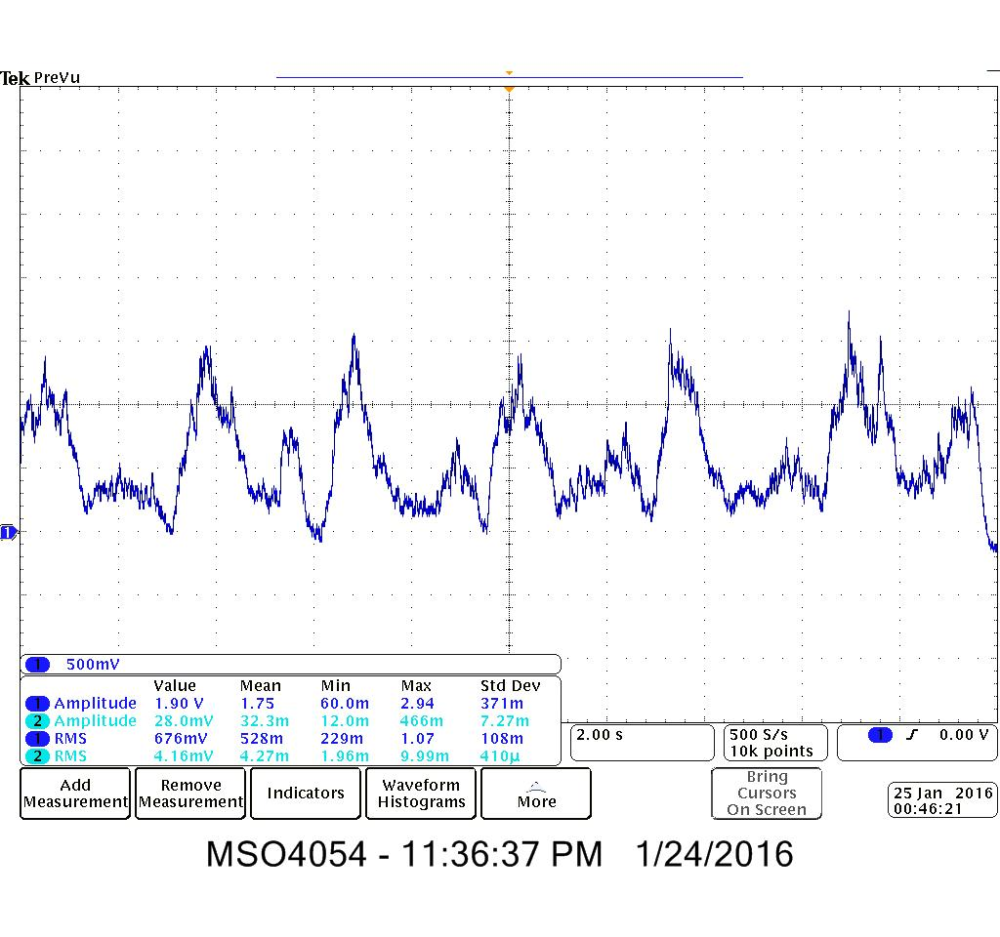 Tek PreVu
1
1 500mV
Value Mean Min Max Std Dev
1 Amplitude 1.90 V 1.75 60.0m 2.94 371m
2 Amplitude 28.0mV 32.3m 12.0m 466m 7.27m
1 RMS 676mV 528m 229m 1.07 108m
2 RMS 4.16mV 4.27m 1.96m 9.99m 410µ
2.00 s
500 S/s
10k points
1 0.00 V
Add
Measurement
Remove
Measurement
Indicators
Waveform
Histograms
More
Bring
Cursors
On Screen
25 Jan 2016
00:46:21
MSO4054 - 11:36:37 PM 1/24/2016